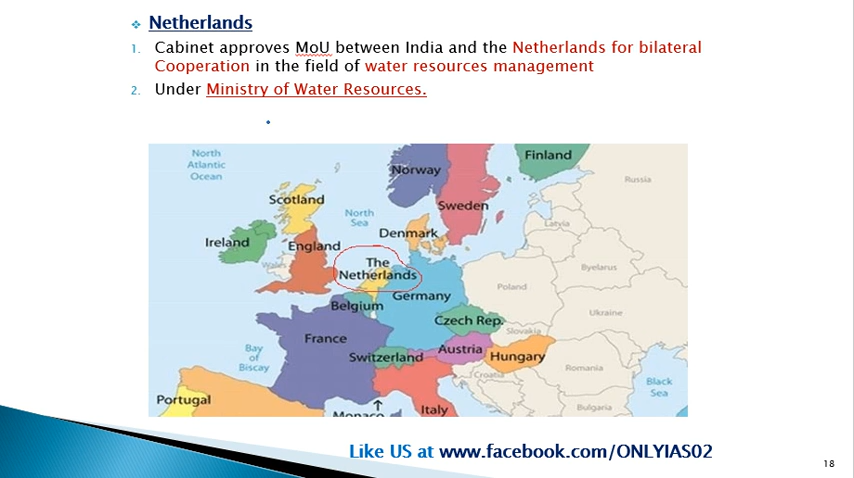 Netherlands
1. Cabinet approves MoU between India and the Netherlands for bilateral
Cooperation in the field of water resources management
2. Under Ministry of Water Resources.
North
Atlantic
Ocean
Norway
Finland
Russia
Scotland
North
Sea
Sweden
Latvia
Denmark
Ireland
England
Wales
The
Netherlands
Byelarus
Poland
Germany
Belgium
Ukraine
Czech Rep.
Slovakia
France
Bay
of
Biscay
Switzerland
Austria
Hungary
Croatia
Romania
Black
Sea
Portugal
Monaco
Italy
Bulgaria
Like US at www.facebook.com/ONLYIAS02
18